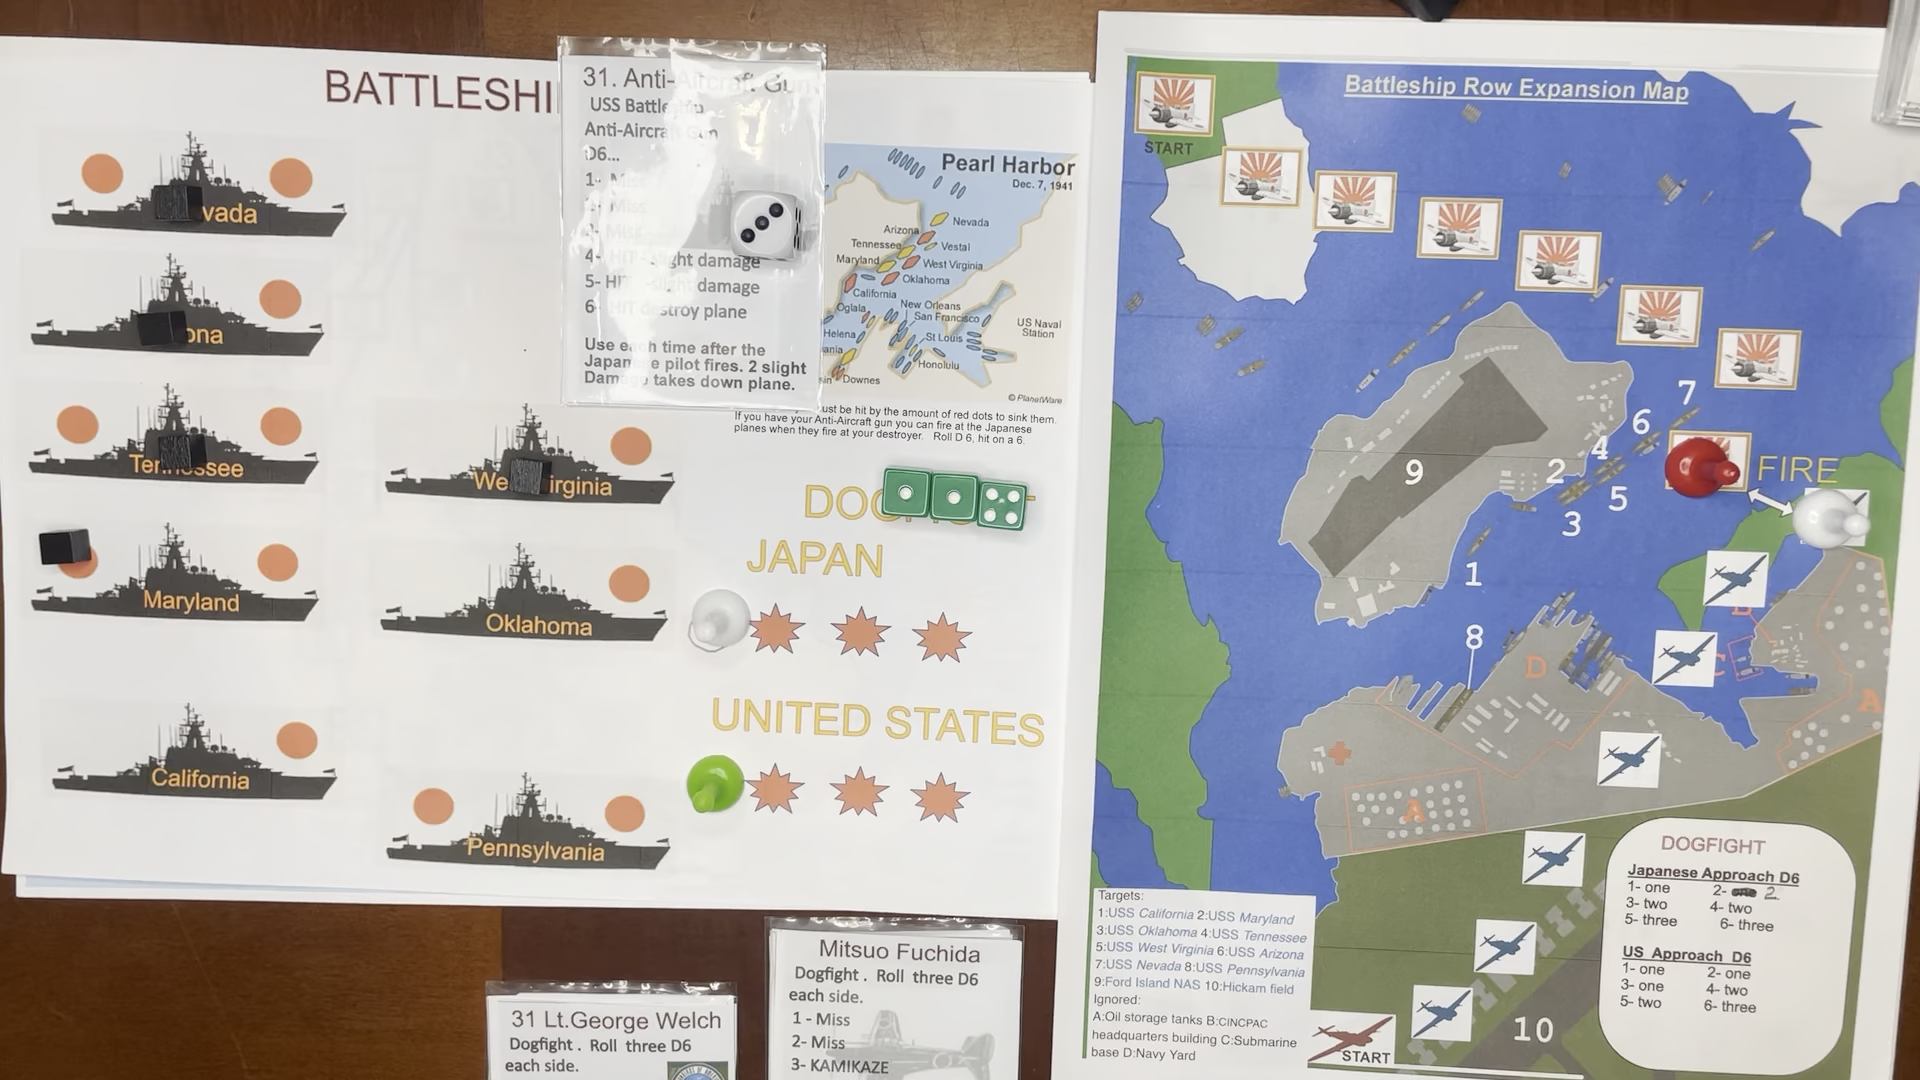 BATTLESHI
vada
ona
Tennessee
Maryland
California
West Virginia
Oklahoma
Pennsylvania
31. Anti-Aircraft Gun
USS Battleship
Anti-Aircraft Gun
D6...
1- Miss
Miss
Miss
4- HIT - slight damage
5- HIT -slight damage
6- HIT destroy plane
Use each time after the
Japanese pilot fires. 2 slight
Damage takes down plane.
Pearl Harbor
Dec. 7, 1941
Nevada
Arizona
Vestal
Tennessee
West Virginia
Maryland
Oklahoma
California
New Orleans
Oglala
San Francisco
US Naval
Station
Helena
St Louis
Honolulu
Downes
© PlanetWare
ust be hit by the amount of red dots to sink them.
If you have your Anti-Aircraft gun you can fire at the Japanese
planes when they fire at your destroyer. Roll D 6, hit on a 6.
JAPAN
UNITED STATES
31 Lt.George Welch
Dogfight . Roll three D6
each side.
Mitsuo Fuchida
Dogfight . Roll three D6
each side.
1 - Miss
2- Miss
3- KAMIKAZE
Battleship Row Expansion Map
START
7
6
4
2
5
3
9
1
8
FIRE
D
C
A
A
10
Targets:
1:USS California 2:USS Maryland
3:USS Oklahoma 4:USS Tennessee
5:USS West Virginia 6:USS Arizona
7:USS Nevada 8:USS Pennsylvania
9:Ford Island NAS 10:Hickam field
Ignored:
A:Oil storage tanks B:CINCPAC
headquarters building C:Submarine
base D:Navy Yard
START
DOGFIGHT
Japanese Approach D6
1- one 2- 2
3- two 4- two
5- three 6- three
US Approach D6
1- one 2- one
3- one 4- two
5- two 6- three